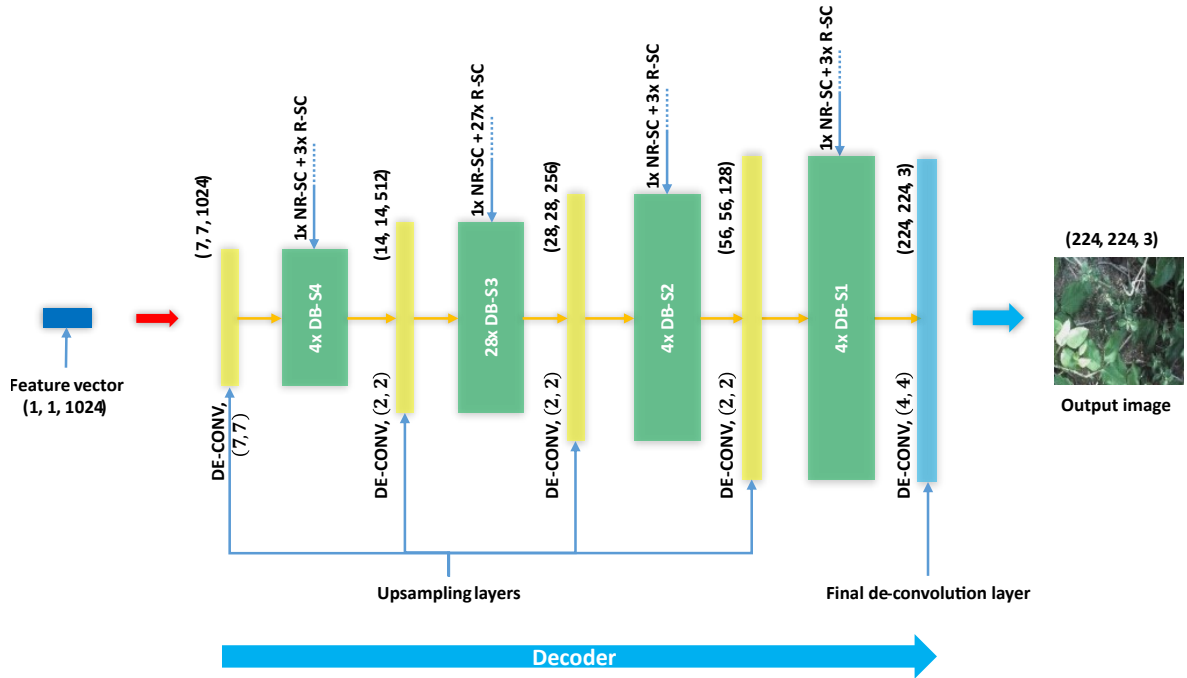 Feature vector
(1, 1, 1024)
(7, 7, 1024)
DE-CONV,
(7, 7)
1x NR-SC + 3x R-SC
4x DB-S4
(14, 14, 512)
DE-CONV, (2, 2)
1x NR-SC + 27x R-SC
28x DB-S3
(28, 28, 256)
DE-CONV, (2, 2)
1x NR-SC + 3x R-SC
4x DB-S2
(56, 56, 128)
DE-CONV, (2, 2)
1x NR-SC + 3x R-SC
4x DB-S1
(224, 224, 3)
DE-CONV, (4, 4)
(224, 224, 3)
Output image
Upsampling layers
Final de-convolution layer
Decoder